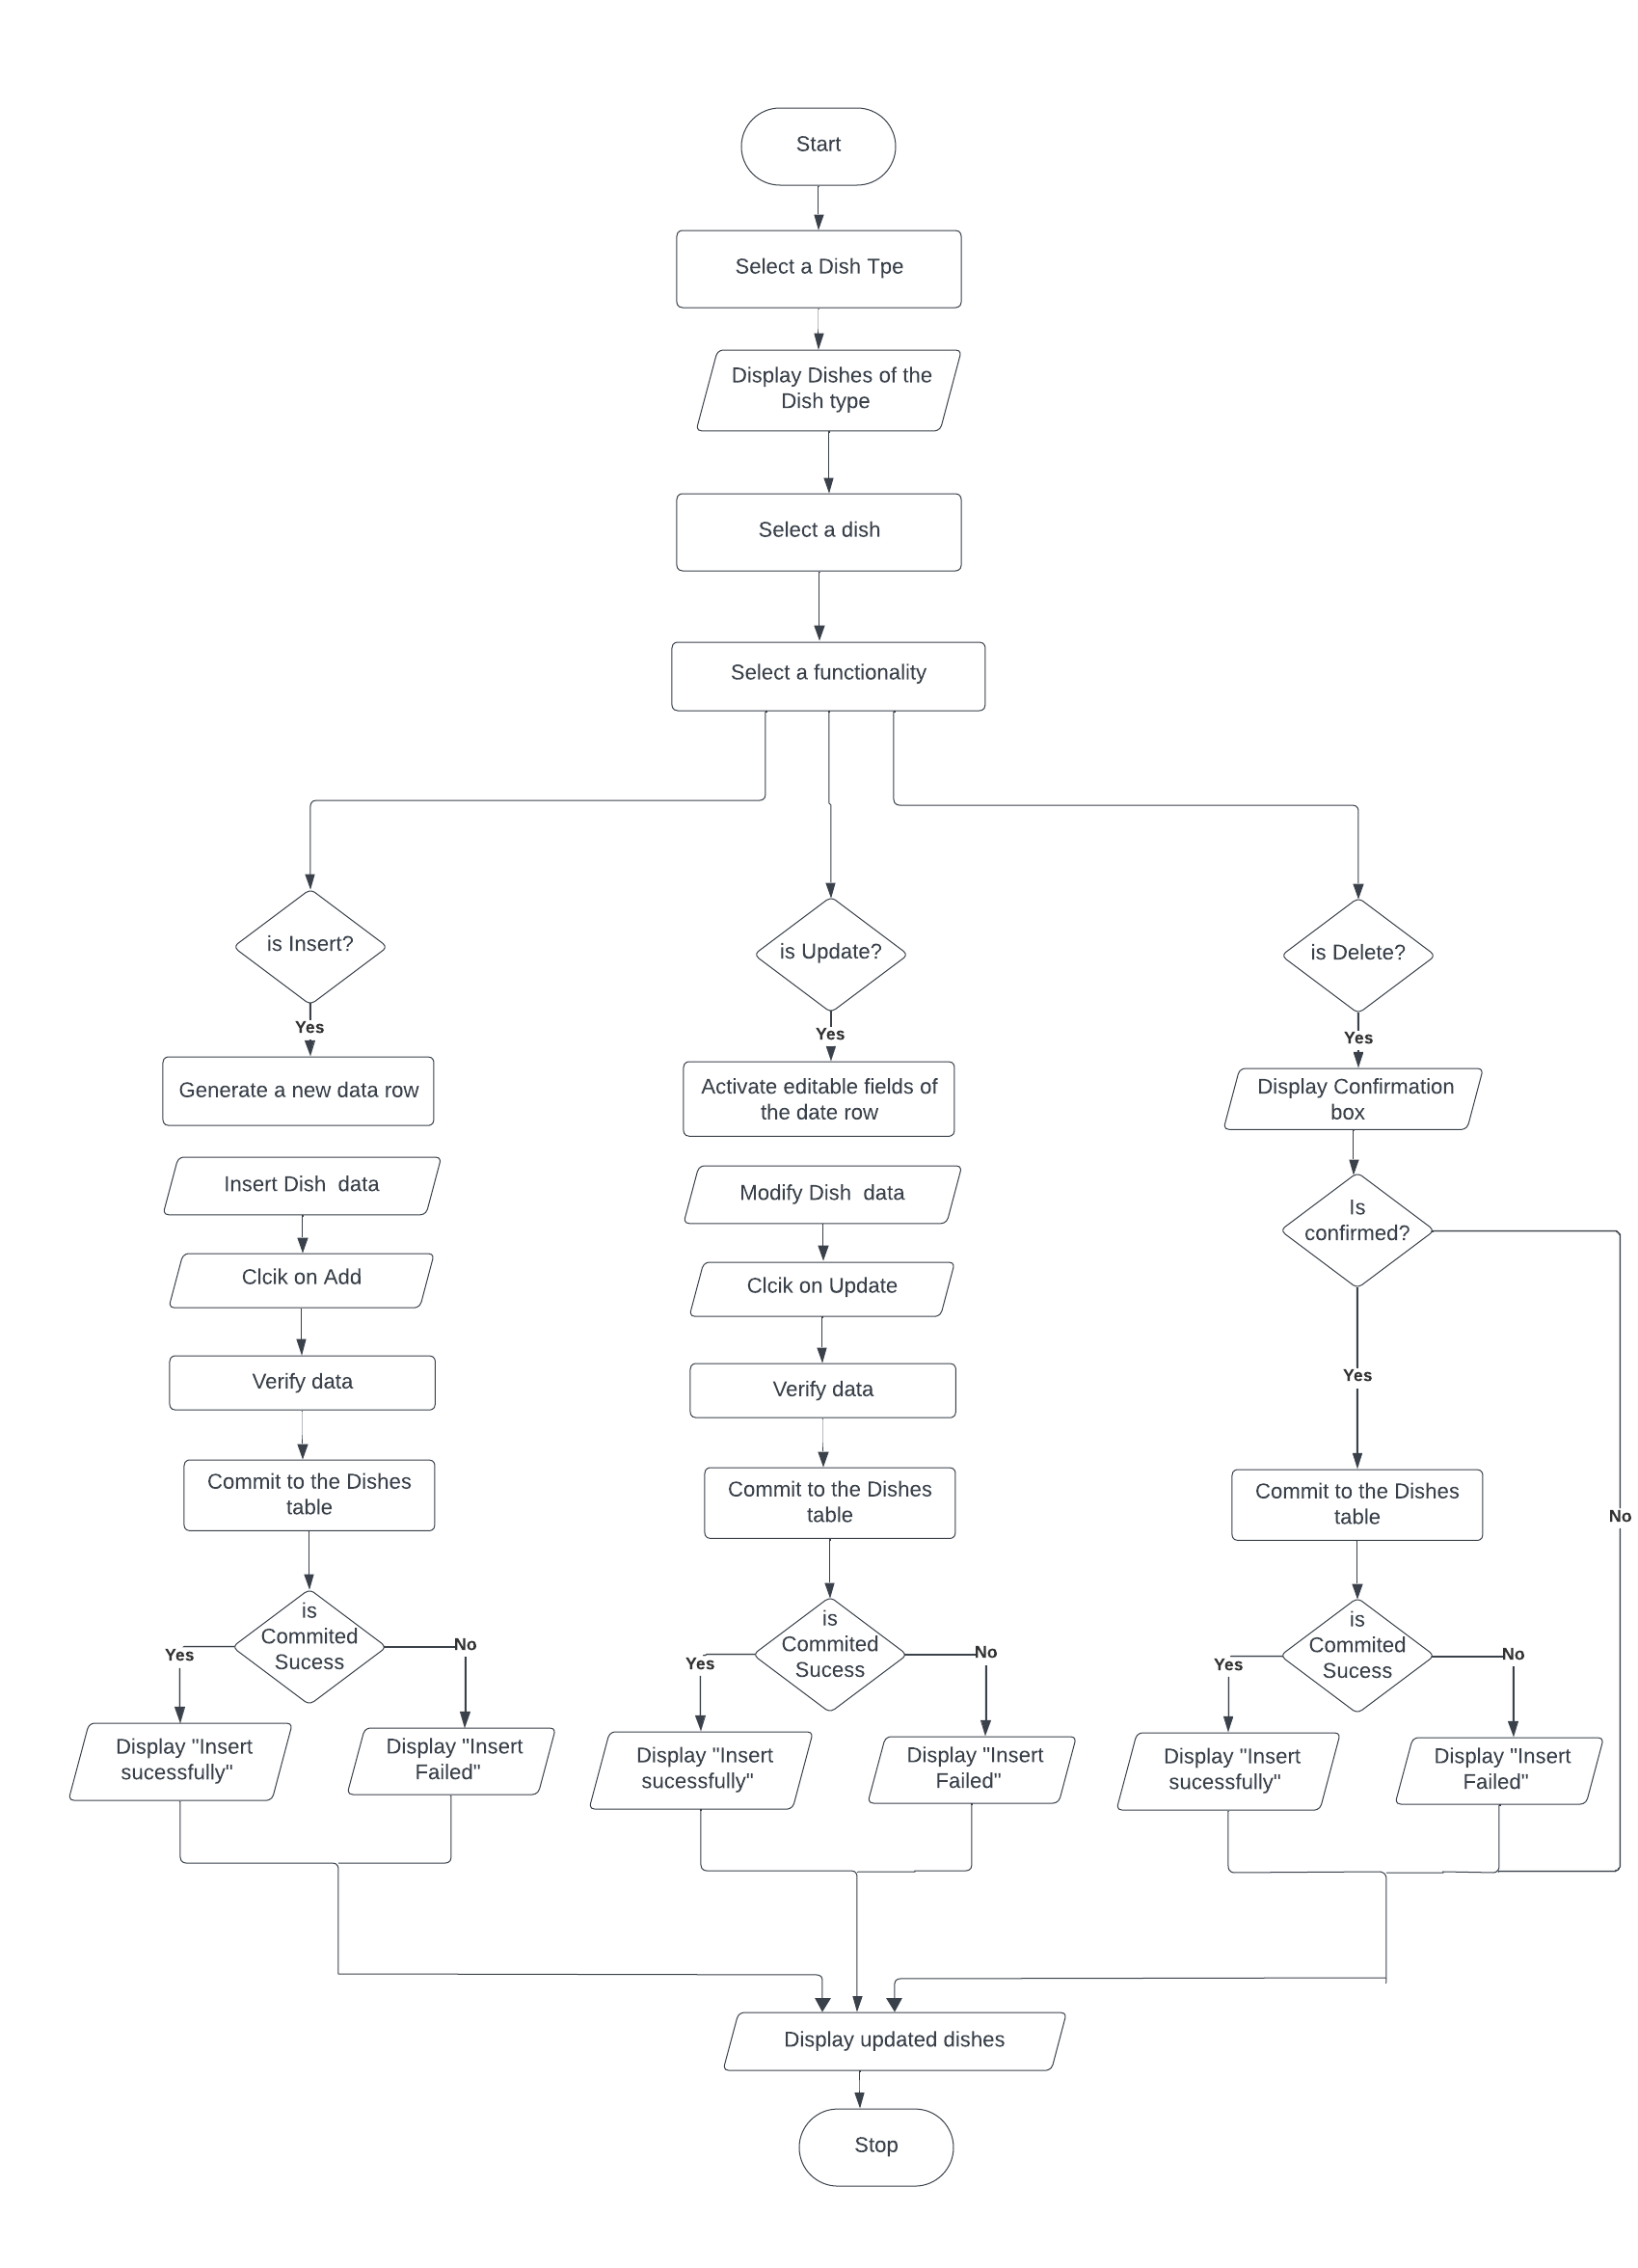 Start
Select a Dish Tpe
Display Dishes of the
Dish type
Select a dish
Select a functionality
is Insert?
Yes
Generate a new data row
Insert Dish  data
Clcik on Add
Verify data
Commit to the Dishes
table
is
Commited
Sucess
Yes
No
Display "Insert
sucessfully"
Display "Insert
Failed"
is Update?
Yes
Activate editable fields of
the date row
Modify Dish  data
Clcik on Update
Verify data
Commit to the Dishes
table
is
Commited
Sucess
Yes
No
Display "Insert
sucessfully"
Display "Insert
Failed"
is Delete?
Yes
Display Confirmation
box
Is
confirmed?
Yes
No
Commit to the Dishes
table
is
Commited
Sucess
Yes
No
Display "Insert
sucessfully"
Display "Insert
Failed"
Display updated dishes
Stop